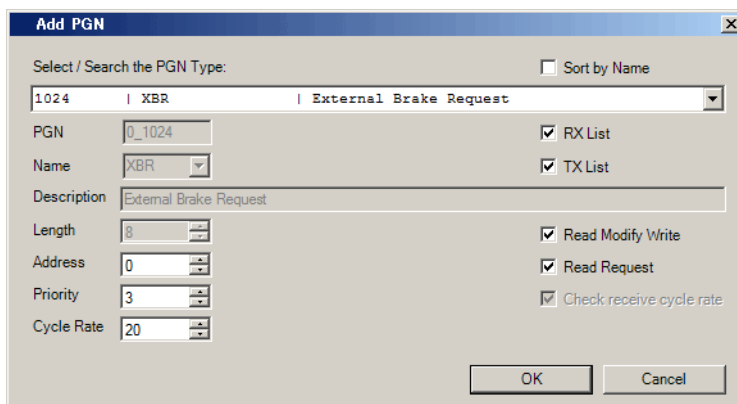 Add PGN
Select / Search the PGN Type:
Sort by Name
1024 | XBR | External Brake Request
PGN 0_1024
RX List
Name XBR
TX List
Description External Brake Request
Length 8
Read Modify Write
Address 0
Read Request
Priority 3
Check receive cycle rate
Cycle Rate 20
OK Cancel